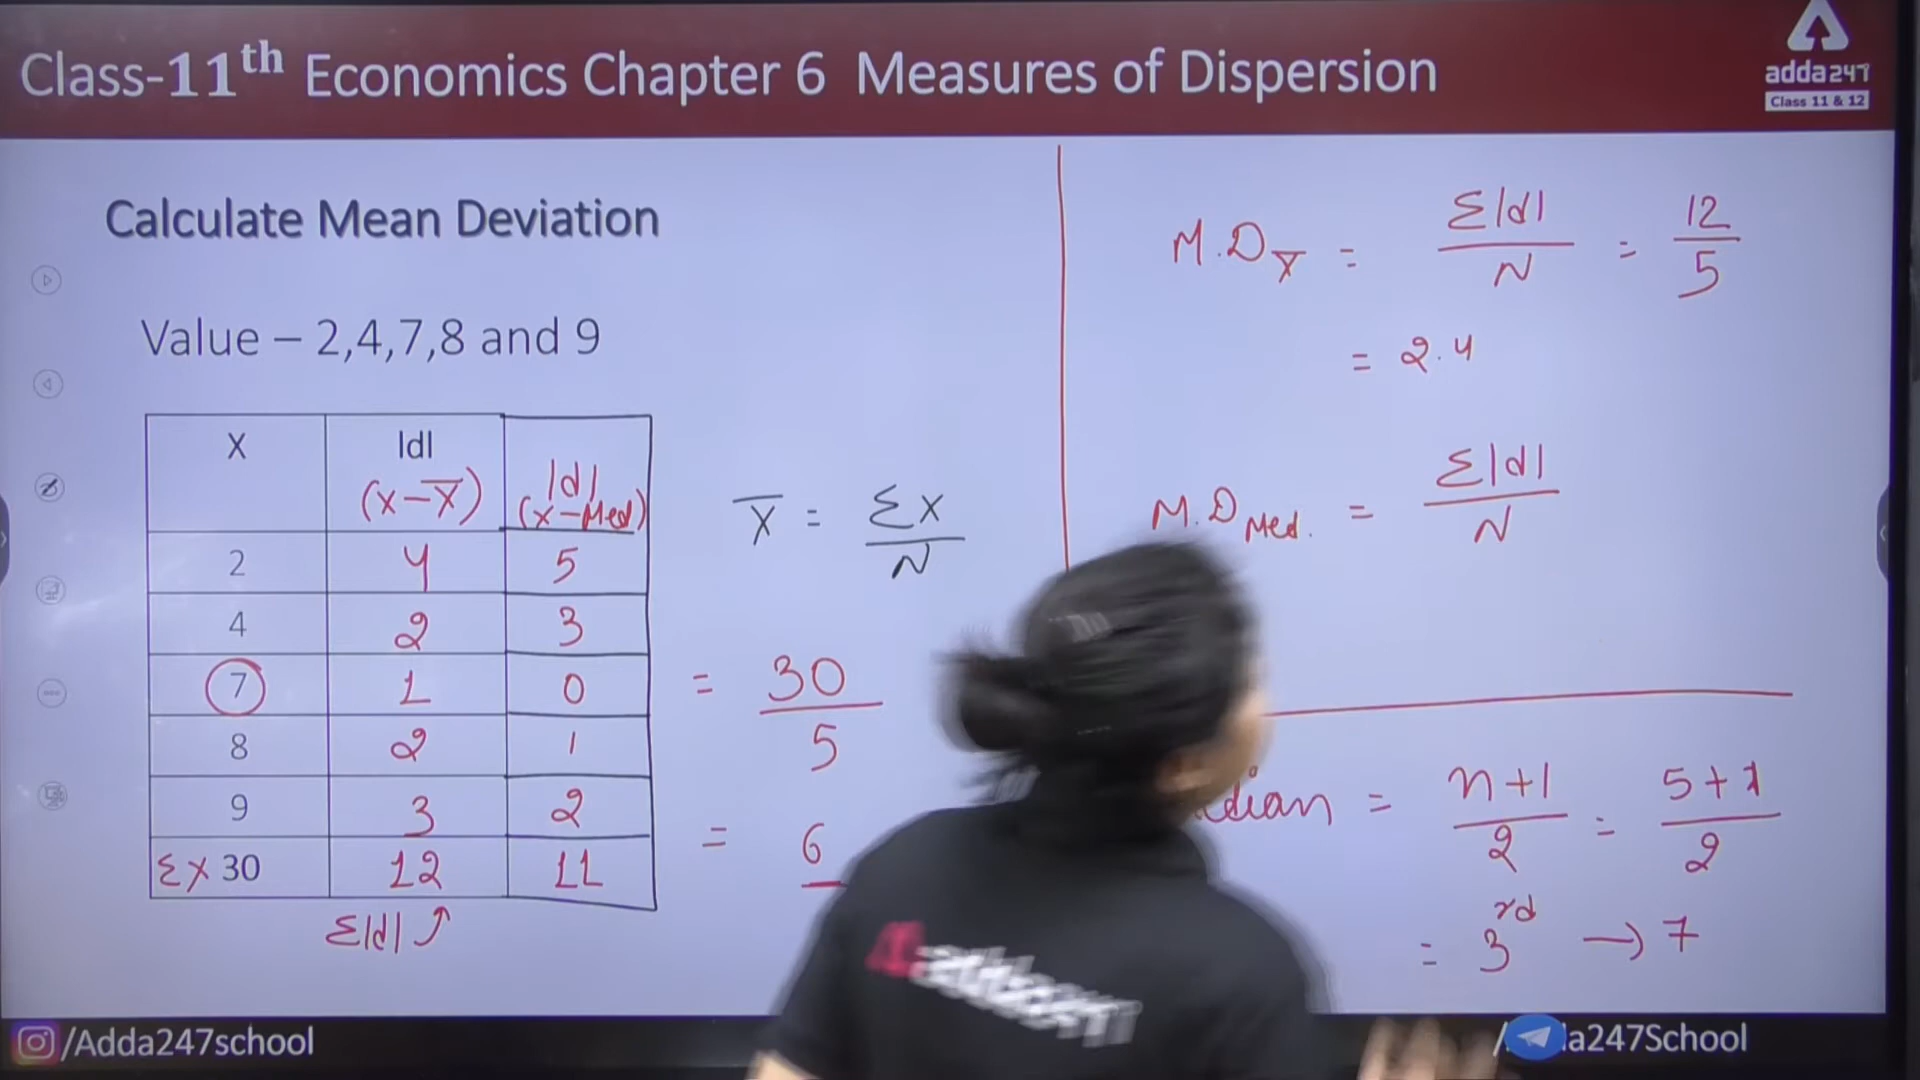 Class-11th Economics Chapter 6 Measures of Dispersion
adda247
Class 11 & 12
Calculate Mean Deviation
Value – 2,4,7,8 and 9
X |d| (x-X̅) |d| (x-Med)
2 4 5
4 2 3
7 1 0
8 2 1
9 3 2
Σx 30 12 11
Σ|d|
X̅ = Σx/N
= 30/5
= 6
M.D X̅ = Σ|d|/N = 12/5
= 2.4
M.D Med. = Σ|d|/N
dian = n+1/2 = 5+1/2
= 3rd → 7
/Adda247school
/ a247School